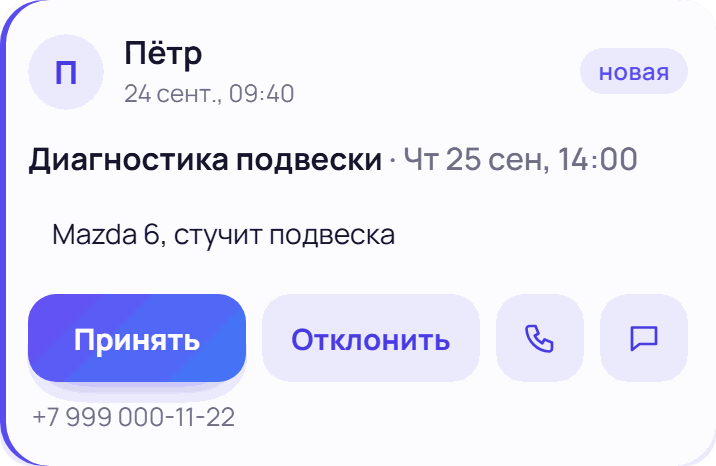 П
Пётр
24 сент., 09:40
новая
Диагностика подвески · Чт 25 сен, 14:00
Mazda 6, стучит подвеска
Принять
Отклонить
+7 999 000-11-22